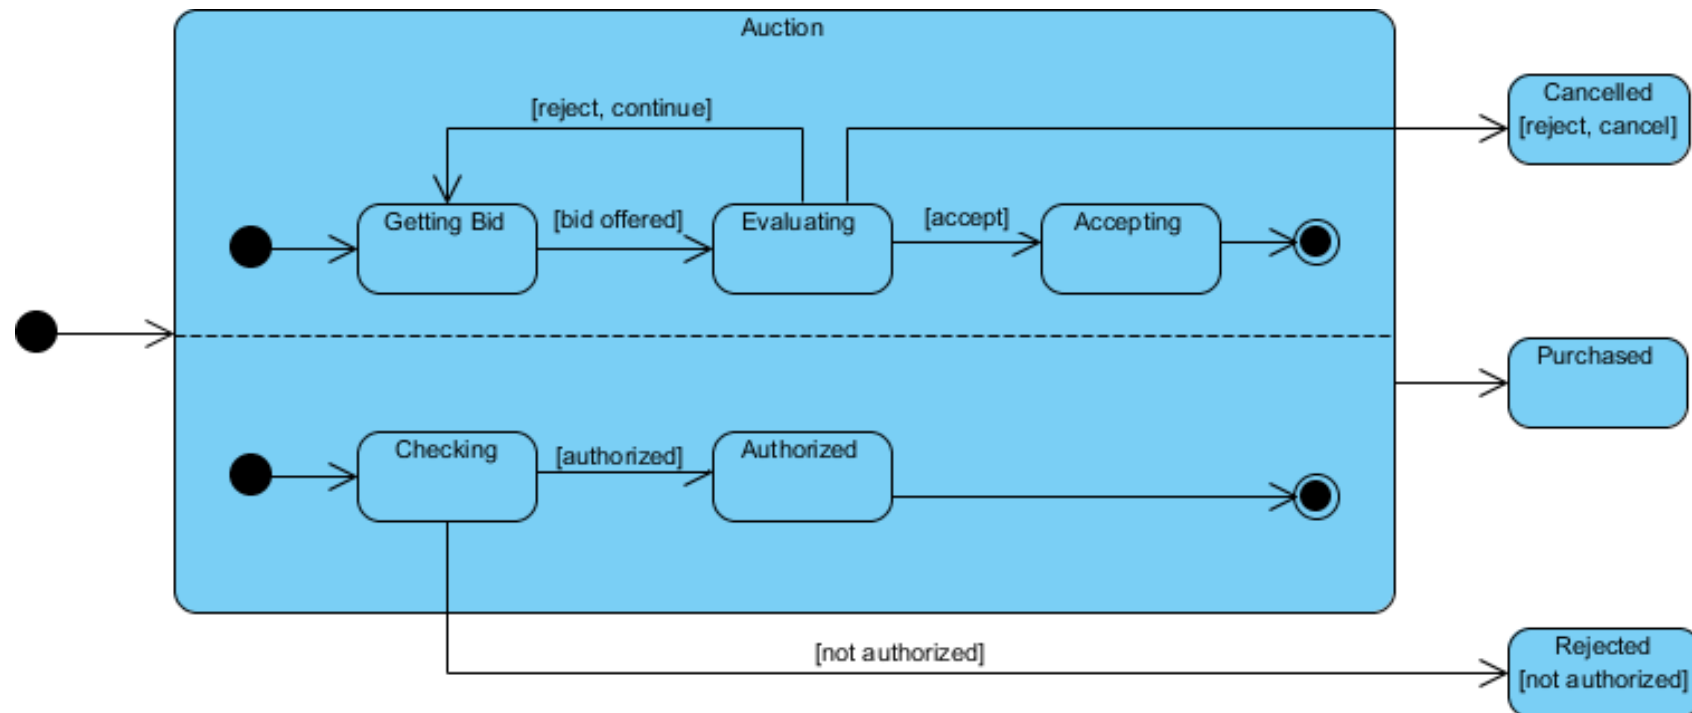 Auction
Cancelled
[reject, cancel]
[reject, continue]
Getting Bid
[bid offered]
Evaluating
[accept]
Accepting
Purchased
Checking
[authorized]
Authorized
[not authorized]
Rejected
[not authorized]